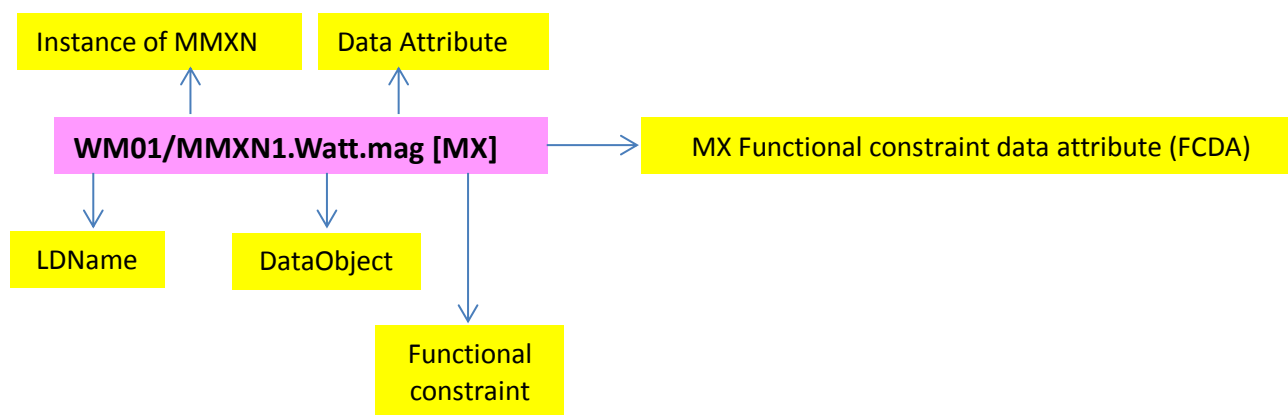 Instance of MMXN
Data Attribute
WM01/MMXN1.Watt.mag [MX]
MX Functional constraint data attribute (FCDA)
LDName
DataObject
Functional
constraint